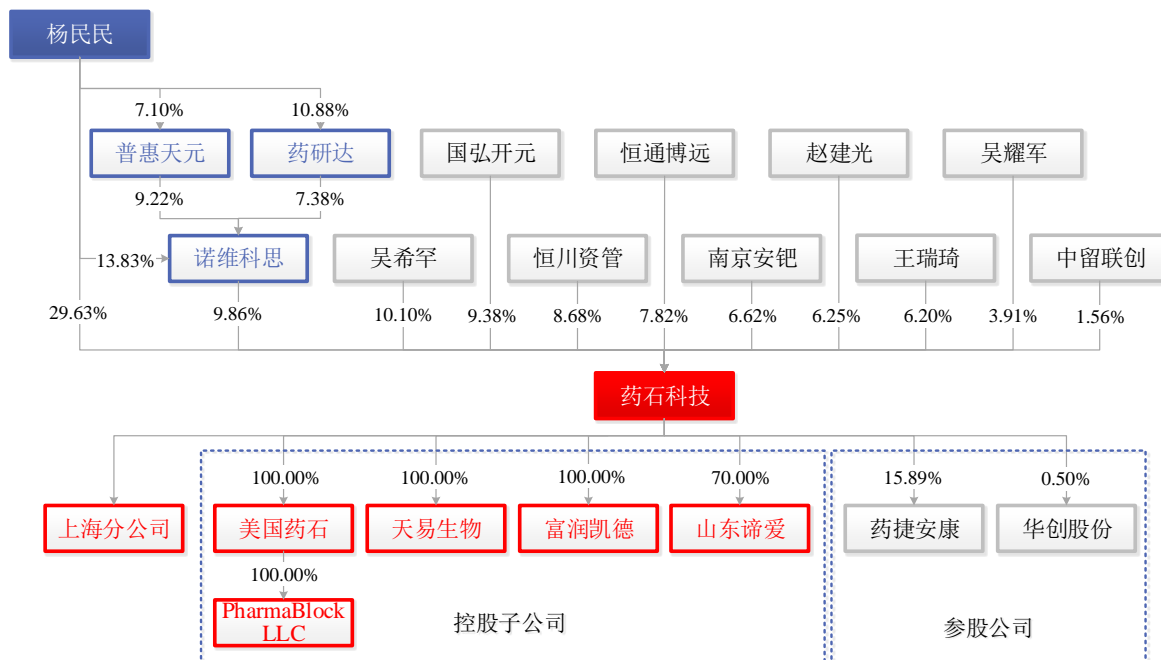 杨民民
7.10%
10.88%
普惠天元
药研达
国弘开元
恒通博远
赵建光
吴耀军
9.22%
7.38%
13.83%
诺维科思
吴希罕
恒川资管
南京安钯
王瑞琦
中留联创
29.63%
9.86%
10.10%
9.38%
8.68%
7.82%
6.62%
6.25%
6.20%
3.91%
1.56%
药石科技
100.00%
100.00%
100.00%
70.00%
15.89%
0.50%
上海分公司
美国药石
天易生物
富润凯德
山东谛爱
药捷安康
华创股份
100.00%
PharmaBlock
LLC
控股子公司
参股公司